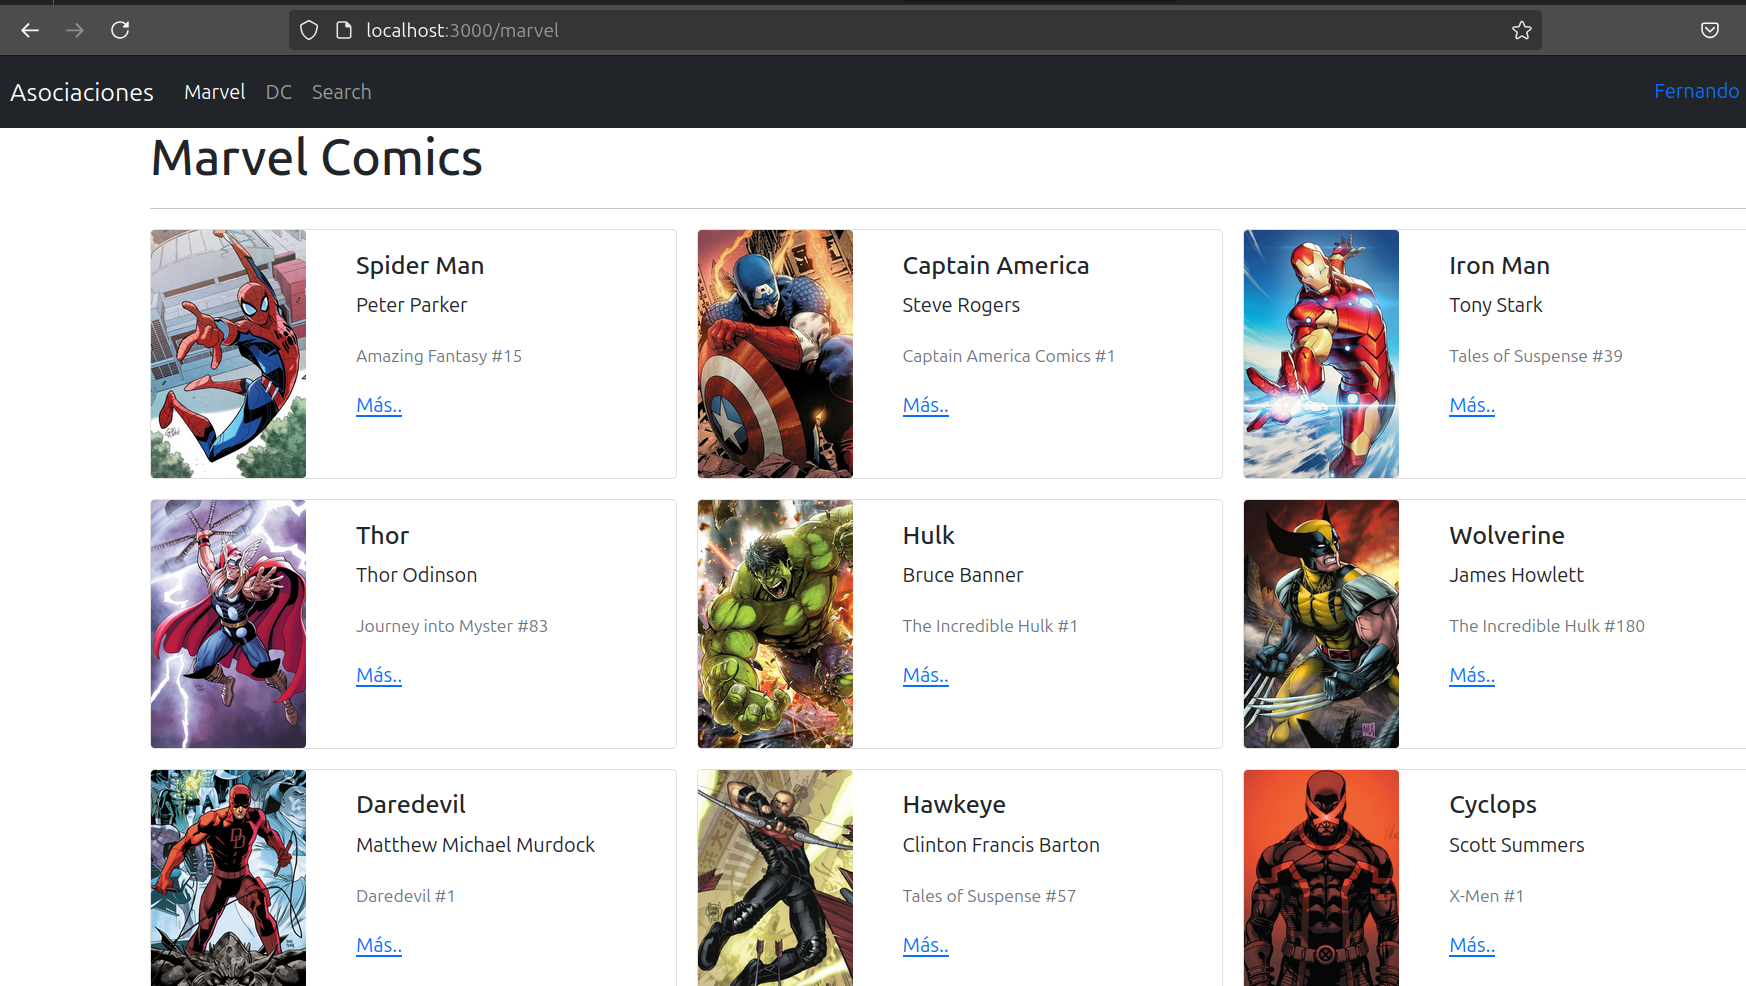 localhost:3000/marvel
Asociaciones Marvel DC Search Fernando
Marvel Comics
Spider Man
Peter Parker
Amazing Fantasy #15
Más..
Captain America
Steve Rogers
Captain America Comics #1
Más..
Iron Man
Tony Stark
Tales of Suspense #39
Más..
Thor
Thor Odinson
Journey into Myster #83
Más..
Hulk
Bruce Banner
The Incredible Hulk #1
Más..
Wolverine
James Howlett
The Incredible Hulk #180
Más..
Daredevil
Matthew Michael Murdock
Daredevil #1
Más..
Hawkeye
Clinton Francis Barton
Tales of Suspense #57
Más..
Cyclops
Scott Summers
X-Men #1
Más..